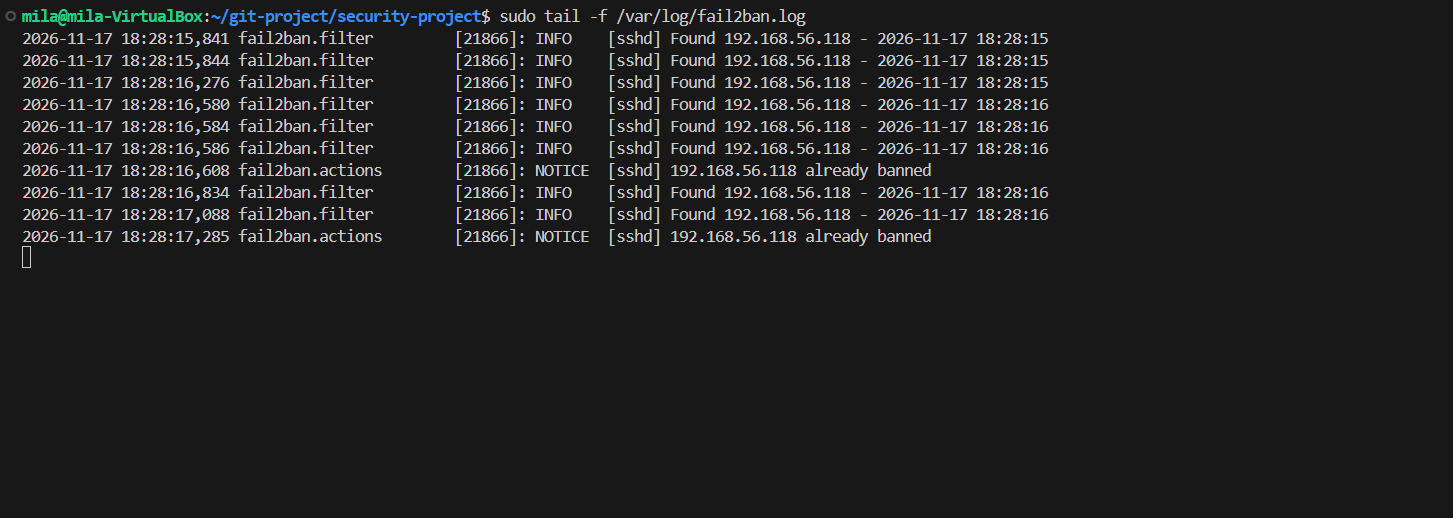 mila@mila-VirtualBox:~/git-project/security-project$ sudo tail -f /var/log/fail2ban.log
2026-11-17 18:28:15,841 fail2ban.filter         [21866]: INFO    [sshd] Found 192.168.56.118 - 2026-11-17 18:28:15
2026-11-17 18:28:15,844 fail2ban.filter         [21866]: INFO    [sshd] Found 192.168.56.118 - 2026-11-17 18:28:15
2026-11-17 18:28:16,276 fail2ban.filter         [21866]: INFO    [sshd] Found 192.168.56.118 - 2026-11-17 18:28:15
2026-11-17 18:28:16,580 fail2ban.filter         [21866]: INFO    [sshd] Found 192.168.56.118 - 2026-11-17 18:28:16
2026-11-17 18:28:16,584 fail2ban.filter         [21866]: INFO    [sshd] Found 192.168.56.118 - 2026-11-17 18:28:16
2026-11-17 18:28:16,586 fail2ban.filter         [21866]: INFO    [sshd] Found 192.168.56.118 - 2026-11-17 18:28:16
2026-11-17 18:28:16,608 fail2ban.actions        [21866]: NOTICE  [sshd] 192.168.56.118 already banned
2026-11-17 18:28:16,834 fail2ban.filter         [21866]: INFO    [sshd] Found 192.168.56.118 - 2026-11-17 18:28:16
2026-11-17 18:28:17,088 fail2ban.filter         [21866]: INFO    [sshd] Found 192.168.56.118 - 2026-11-17 18:28:16
2026-11-17 18:28:17,285 fail2ban.actions        [21866]: NOTICE  [sshd] 192.168.56.118 already banned